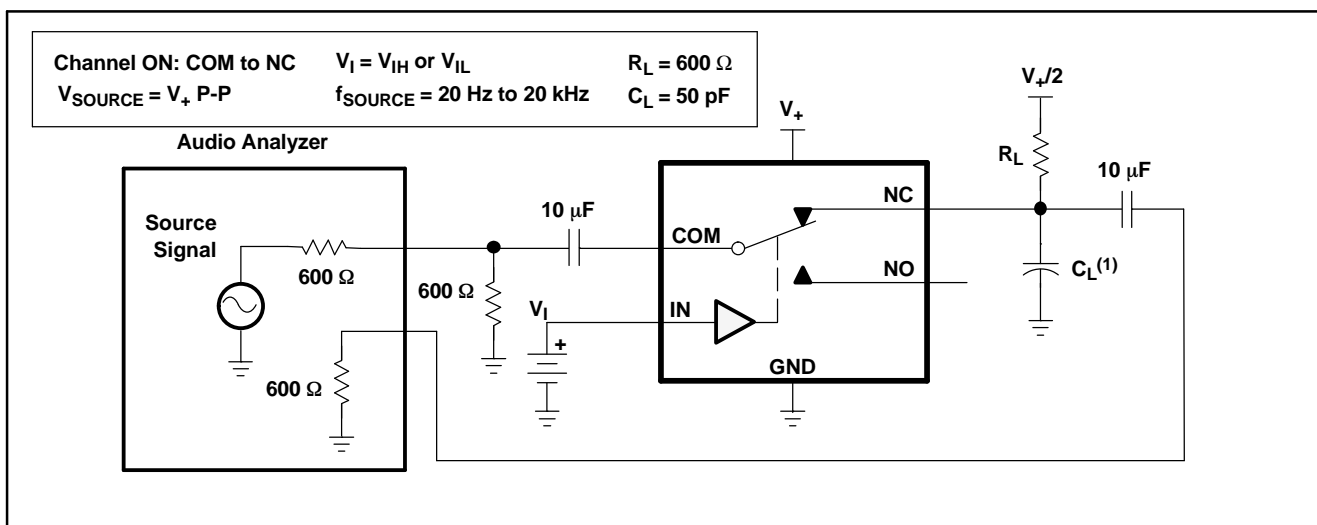 Channel ON: COM to NC
V_I = V_IH or V_IL
R_L = 600 Ω
V_SOURCE = V_+ P-P
f_SOURCE = 20 Hz to 20 kHz
C_L = 50 pF
Audio Analyzer
Source
Signal
600 Ω
600 Ω
600 Ω
10 μF
V_I
+
V_+
COM
IN
NC
NO
GND
V_+/2
R_L
10 μF
C_L(1)